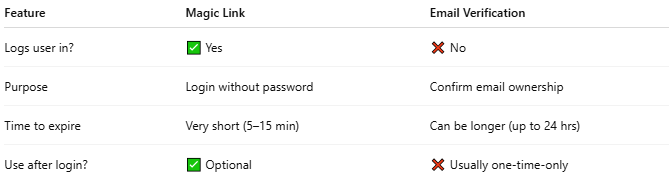 Feature Magic Link Email Verification
Logs user in? ✅ Yes ❌ No
Purpose Login without password Confirm email ownership
Time to expire Very short (5–15 min) Can be longer (up to 24 hrs)
Use after login? ✅ Optional ❌ Usually one-time-only